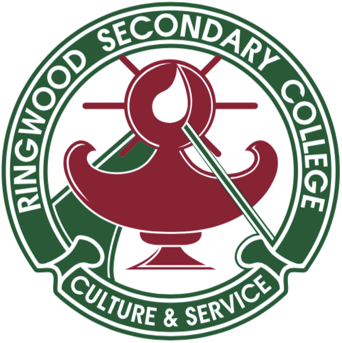 RINGWOOD SECONDARY COLLEGE
CULTURE & SERVICE